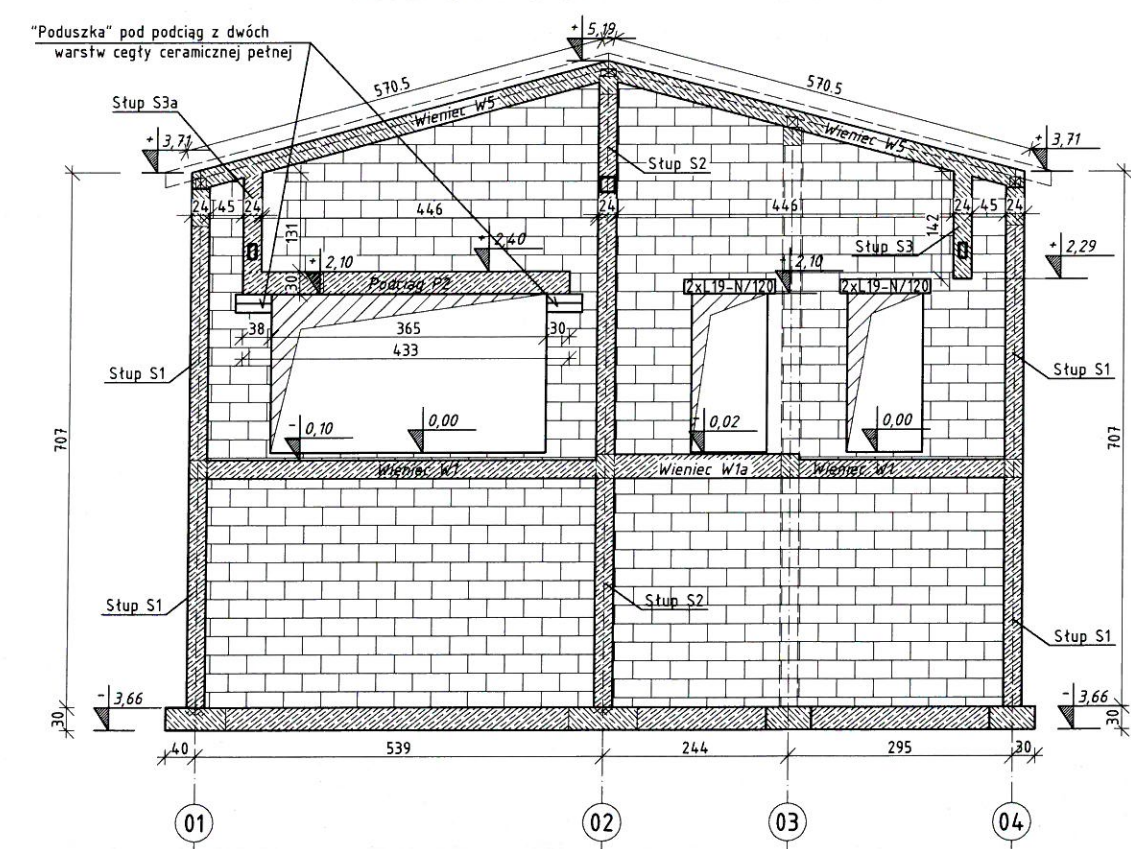 + 5,19
"Poduszka" pod podciąg z dwóch
warstw cegły ceramicznej pełnej
570.5
570.5
Słup S3a
Wieniec W5
Wieniec W5
+ 3,71
+ 3,71
Słup S2
24
45
24
446
24
446
24
45
24
131
142
Słup S3
+ 2,40
+ 2,29
+ 2,10
+ 2,10
30
Podciąg P2
2xL19-N/120
2xL19-N/120
38
365
30
433
Słup S1
Słup S1
707
707
- 0,10
0,00
- 0,02
0,00
Wieniec W1
Wieniec W1a
Wieniec W1
Słup S1
Słup S2
Słup S1
- 3,66
- 3,66
30
30
40
539
244
295
30
01
02
03
04